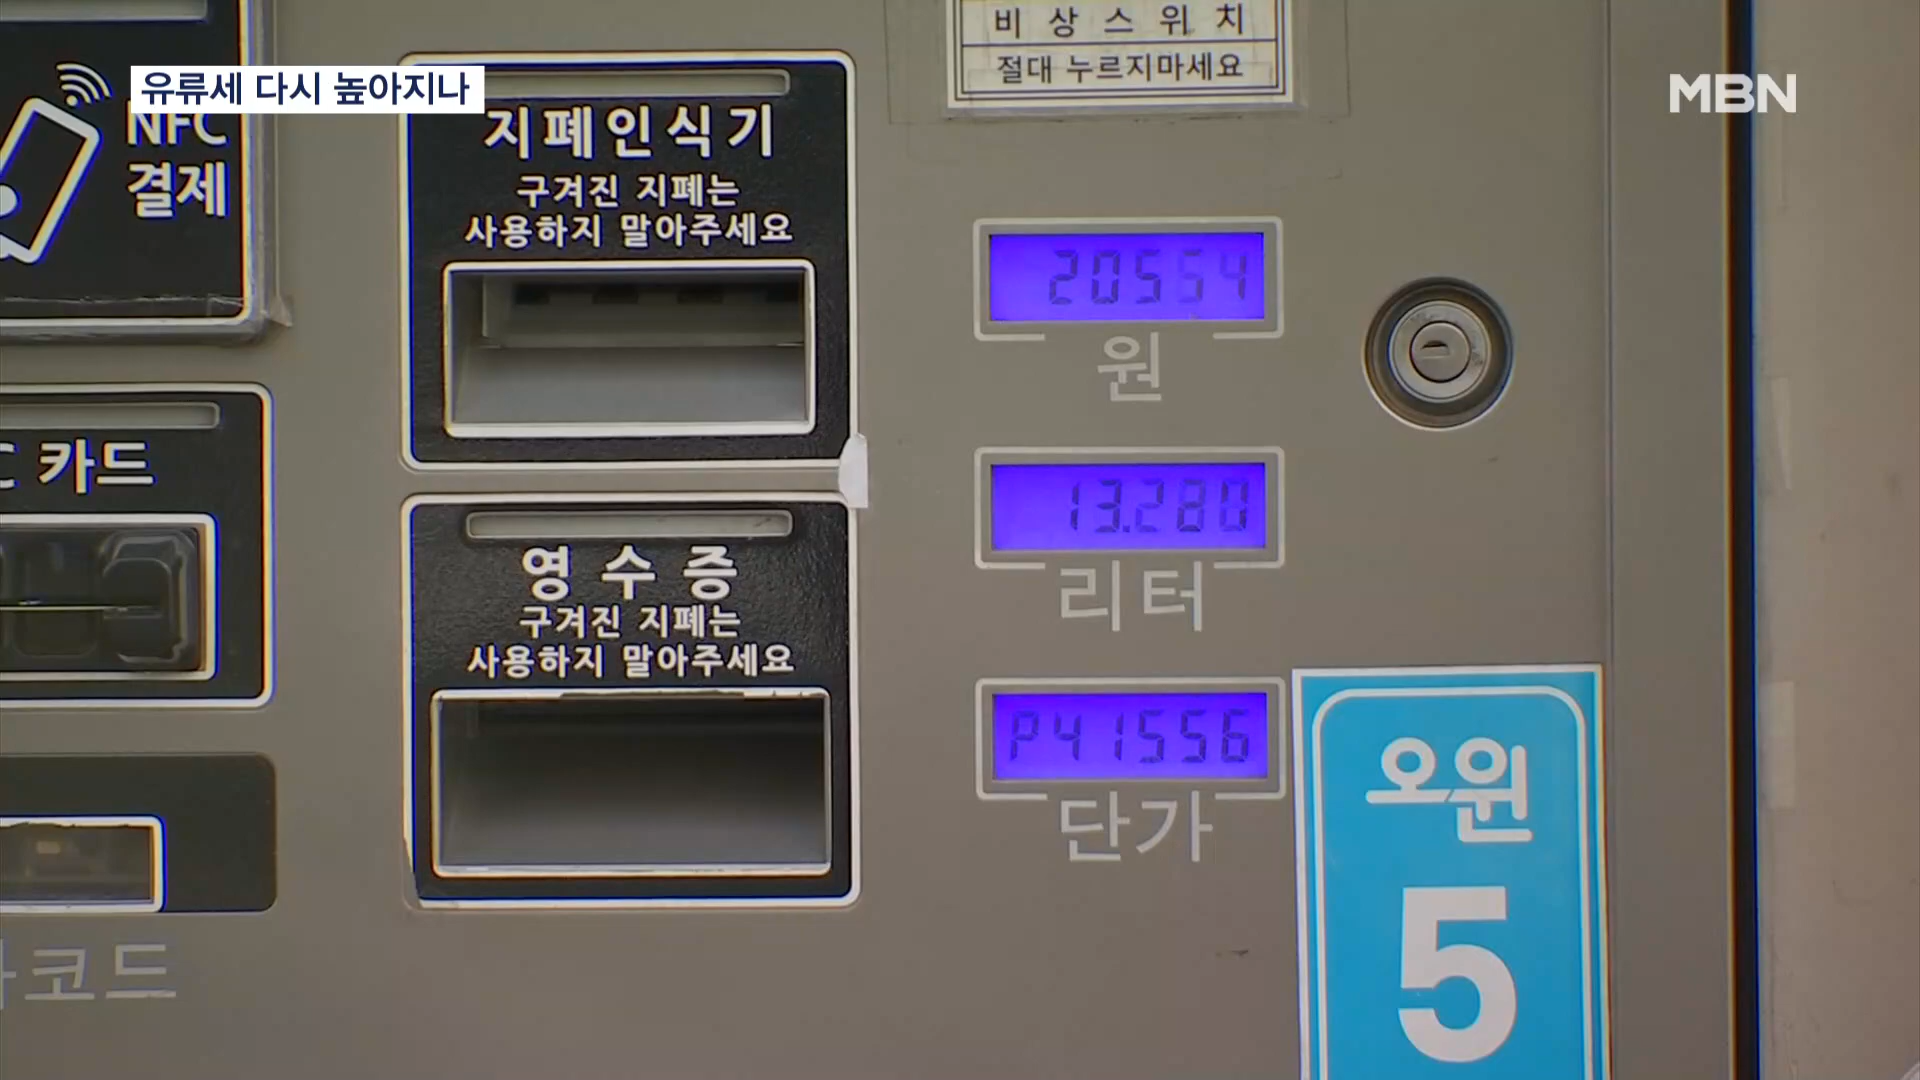 유류세 다시 높아지나
MBN
비상스위치
절대 누르지마세요
NFC
결제
지폐인식기
구겨진 지폐는
사용하지 말아주세요
20554
원
C 카드
13.280
리터
영수증
구겨진 지폐는
사용하지 말아주세요
P41556
단가
오윈
5
코드